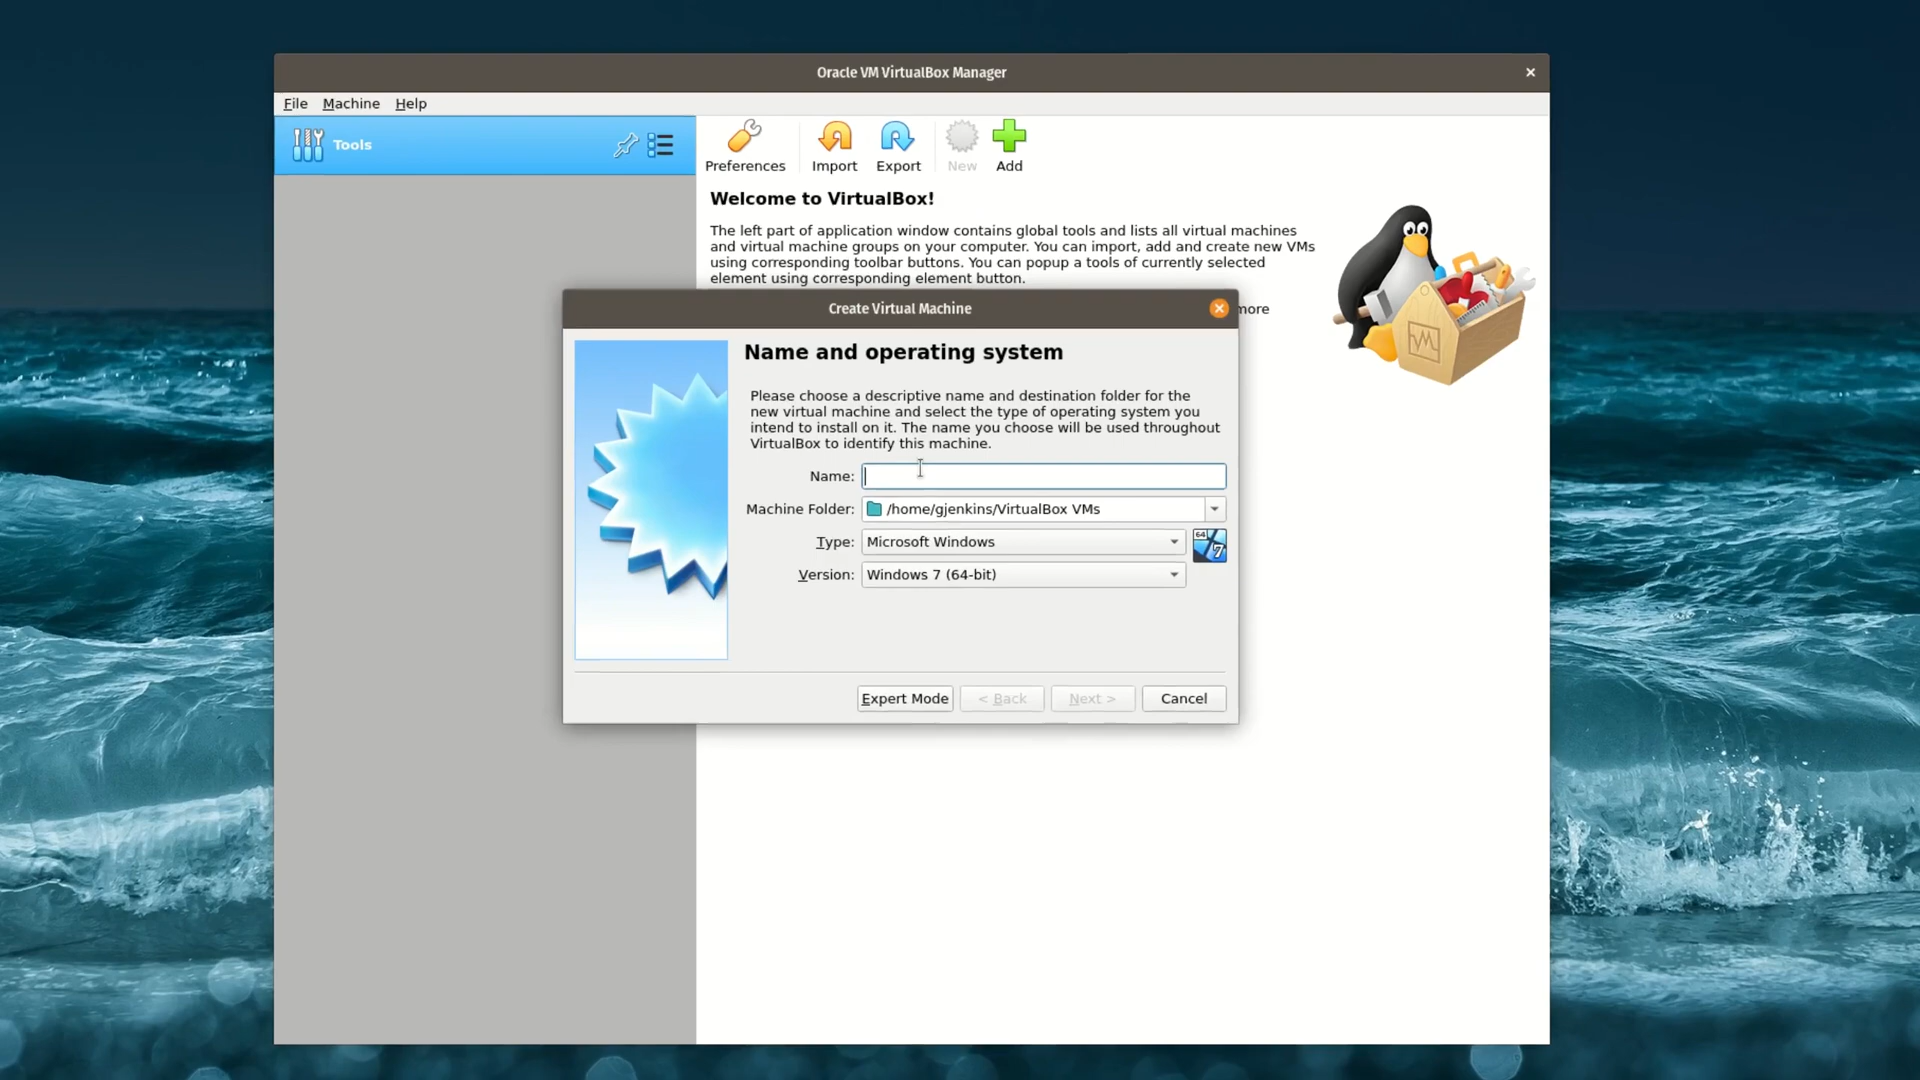 Oracle VM VirtualBox Manager
File Machine Help
Tools
Preferences Import Export New Add
Welcome to VirtualBox!
The left part of application window contains global tools and lists all virtual machines
and virtual machine groups on your computer. You can import, add and create new VMs
using corresponding toolbar buttons. You can popup a tools of currently selected
element using corresponding element button.
more
Create Virtual Machine
Name and operating system
Please choose a descriptive name and destination folder for the
new virtual machine and select the type of operating system you
intend to install on it. The name you choose will be used throughout
VirtualBox to identify this machine.
Name:
Machine Folder: /home/gjenkins/VirtualBox VMs
Type: Microsoft Windows
64
7
Version: Windows 7 (64-bit)
Expert Mode < Back Next > Cancel